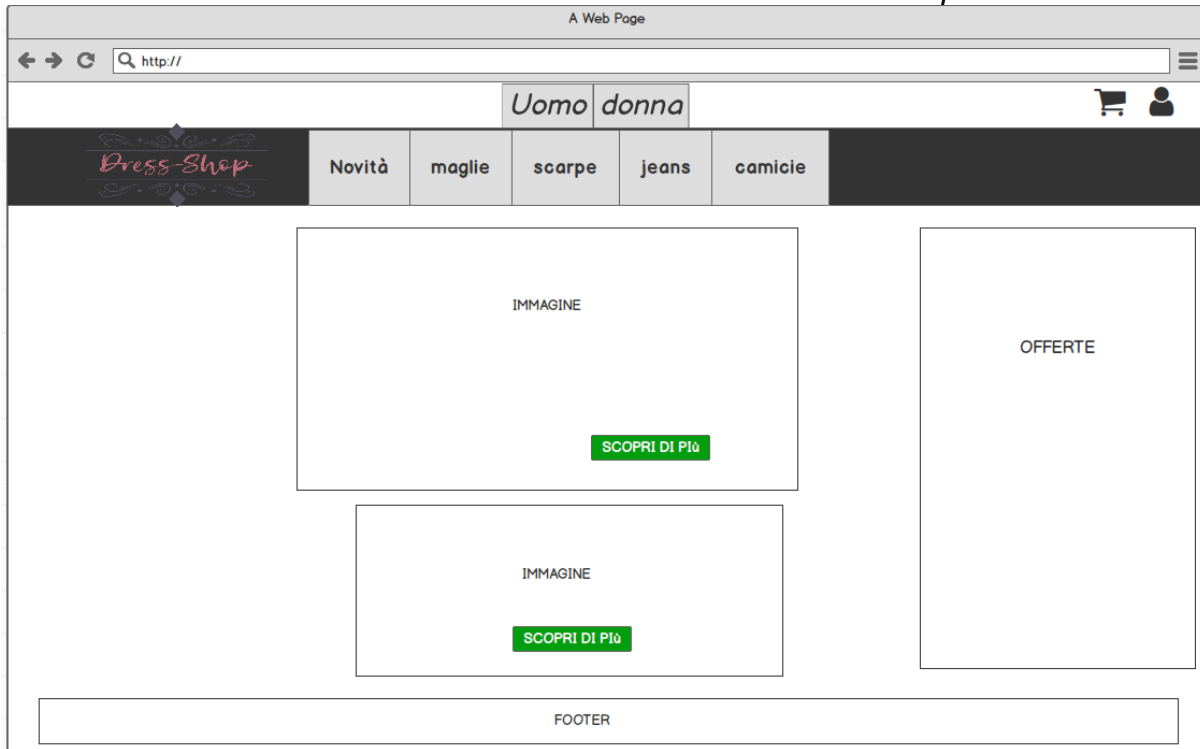 A Web Page
http://
Uomo donna
Dress-Shop
Novità maglie scarpe jeans camicie
IMMAGINE
OFFERTE
SCOPRI DI PIù
IMMAGINE
SCOPRI DI PIù
FOOTER